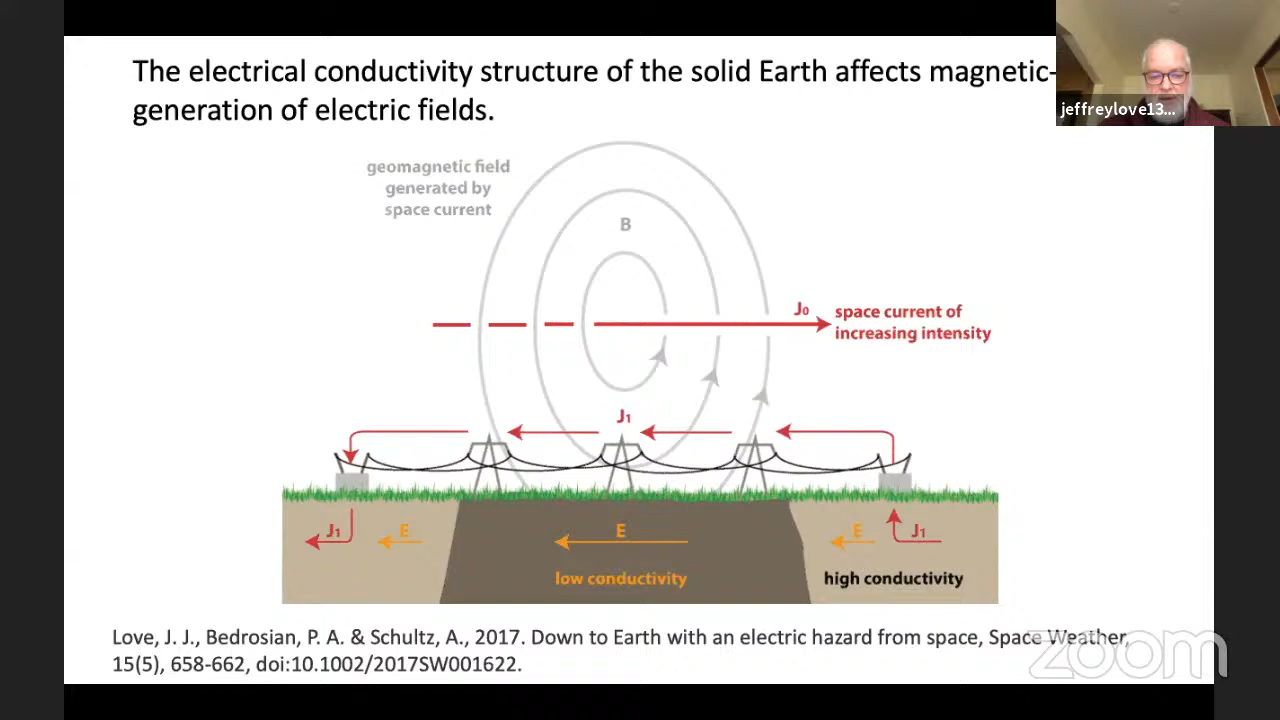 The electrical conductivity structure of the solid Earth affects magnetic-
generation of electric fields.
jeffreylove13...
geomagnetic field
generated by
space current
B
J₀
space current of
increasing intensity
J₁
J₁
E
E
low conductivity
E
J₁
high conductivity
Love, J. J., Bedrosian, P. A. & Schultz, A., 2017. Down to Earth with an electric hazard from space, Space Weather,
15(5), 658-662, doi:10.1002/2017SW001622.
zoom